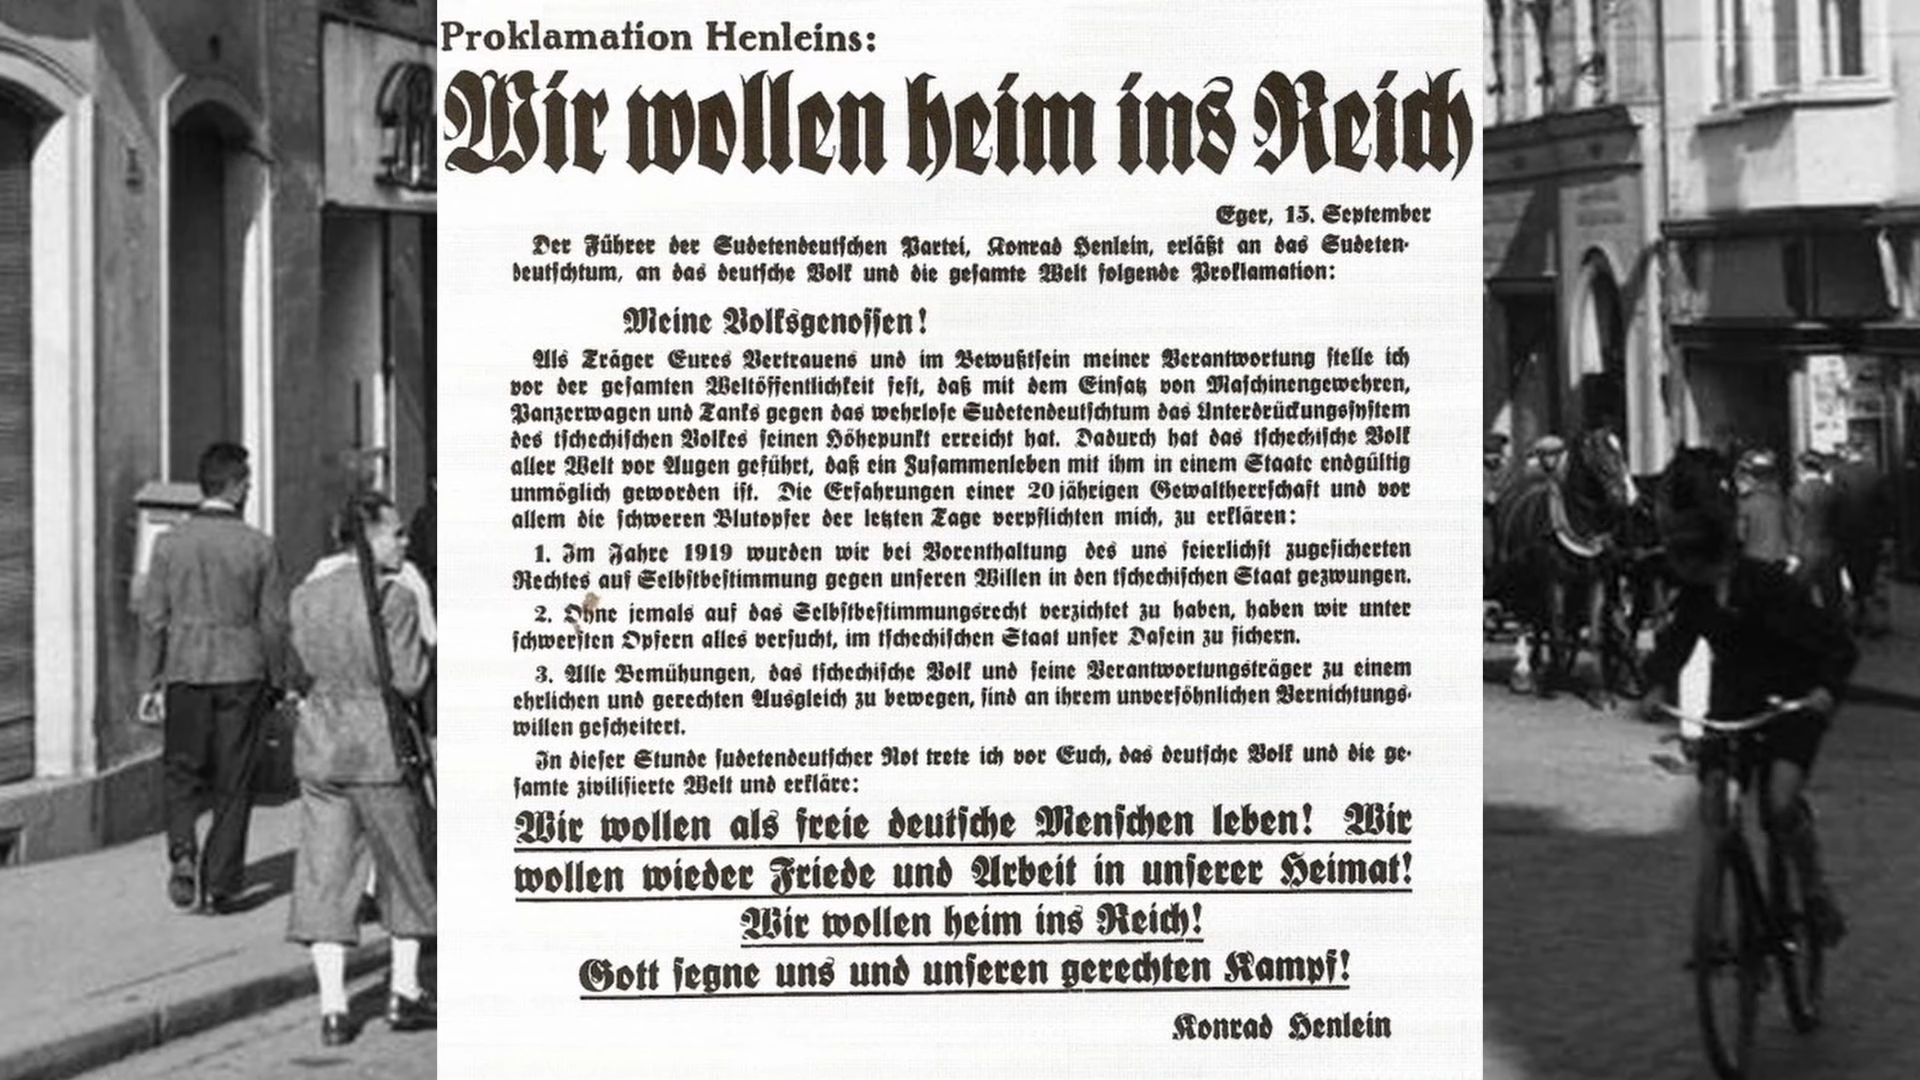 Proklamation Henleins:
Wir wollen heim ins Reich
Eger, 15. September
Der Führer der Sudetendeutschen Partei, Konrad Henlein, erläßt an das Sudeten-
deutschtum, an das deutsche Volk und die gesamte Welt folgende Proklamation:
Meine Volksgenossen!
Als Träger Eures Vertrauens und im Bewußtsein meiner Verantwortung stelle ich
vor der gesamten Weltöffentlichkeit fest, daß mit dem Einsatz von Maschinengewehren,
Panzerwagen und Tanks gegen das wehrlose Sudetendeutschtum das Unterdrückungssystem
des tschechischen Volkes seinen Höhepunkt erreicht hat. Dadurch hat das tschechische Volk
aller Welt vor Augen geführt, daß ein Zusammenleben mit ihm in einem Staate endgültig
unmöglich geworden ist. Die Erfahrungen einer 20jährigen Gewaltherrschaft und vor
allem die schweren Blutopfer der letzten Tage verpflichten mich, zu erklären:
1. Im Jahre 1919 wurden wir bei Vorenthaltung des uns feierlichst zugesicherten
Rechtes auf Selbstbestimmung gegen unseren Willen in den tschechischen Staat gezwungen.
2. Ohne jemals auf das Selbstbestimmungsrecht verzichtet zu haben, haben wir unter
schwersten Opfern alles versucht, im tschechischen Staat unser Dasein zu sichern.
3. Alle Bemühungen, das tschechische Volk und seine Verantwortungsträger zu einem
ehrlichen und gerechten Ausgleich zu bewegen, sind an ihrem unversöhnlichen Vernichtungs-
willen gescheitert.
In dieser Stunde sudetendeutscher Not trete ich vor Euch, das deutsche Volk und die ge-
samte zivilisierte Welt und erkläre:
Wir wollen als freie deutsche Menschen leben! Wir
wollen wieder Friede und Arbeit in unserer Heimat!
Wir wollen heim ins Reich!
Gott segne uns und unseren gerechten Kampf!
Konrad Henlein